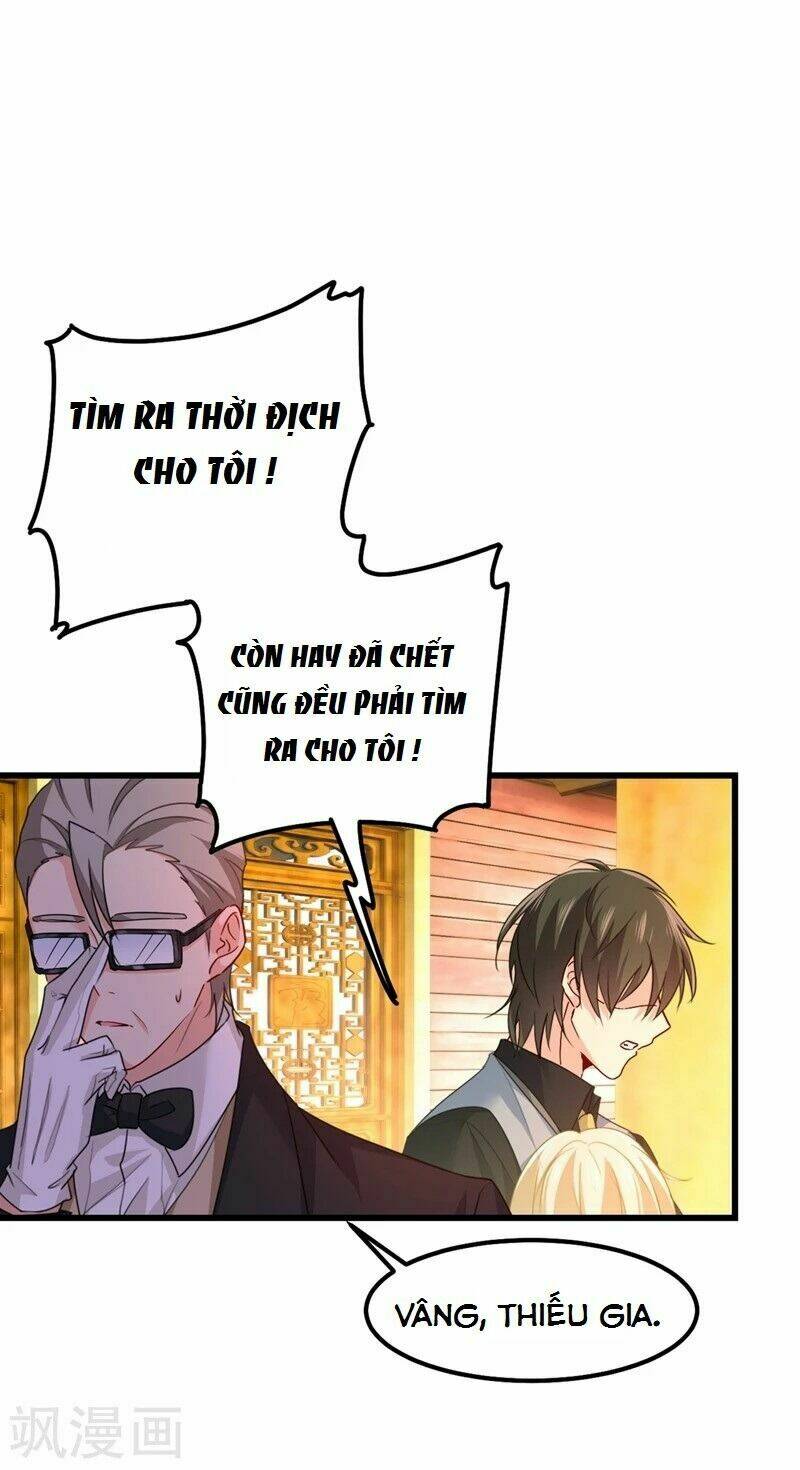 TÌM RA THỜI ĐỊCH
CHO TÔI !
CÒN HAY ĐÃ CHẾT
CŨNG ĐỀU PHẢI TÌM
RA CHO TÔI !
VÂNG, THIẾU GIA.
飒漫画